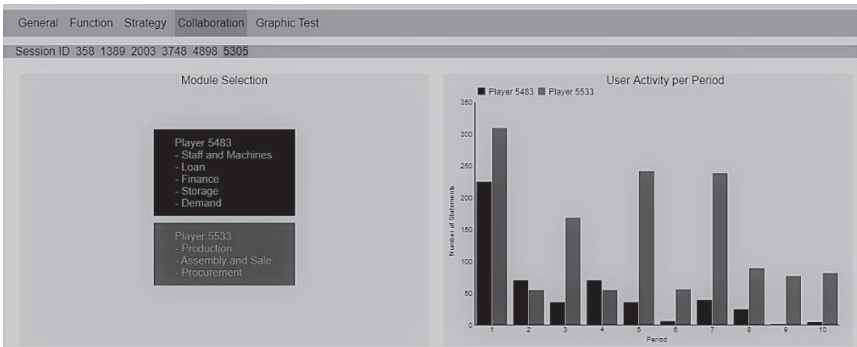 General Function Strategy Collaboration Graphic Test
Session ID 358 1389 2003 3748 4898 5305
Module Selection
Player 5483
- Staff and Machines
- Loan
- Finance
- Storage
- Demand
Player 5533
- Production
- Assembly and Sale
- Procurement
User Activity per Period
Player 5483 Player 5533
350
300
250
200
150
100
50
0
Number of Statements
1 2 3 4 5 6 7 8 9 10
Period